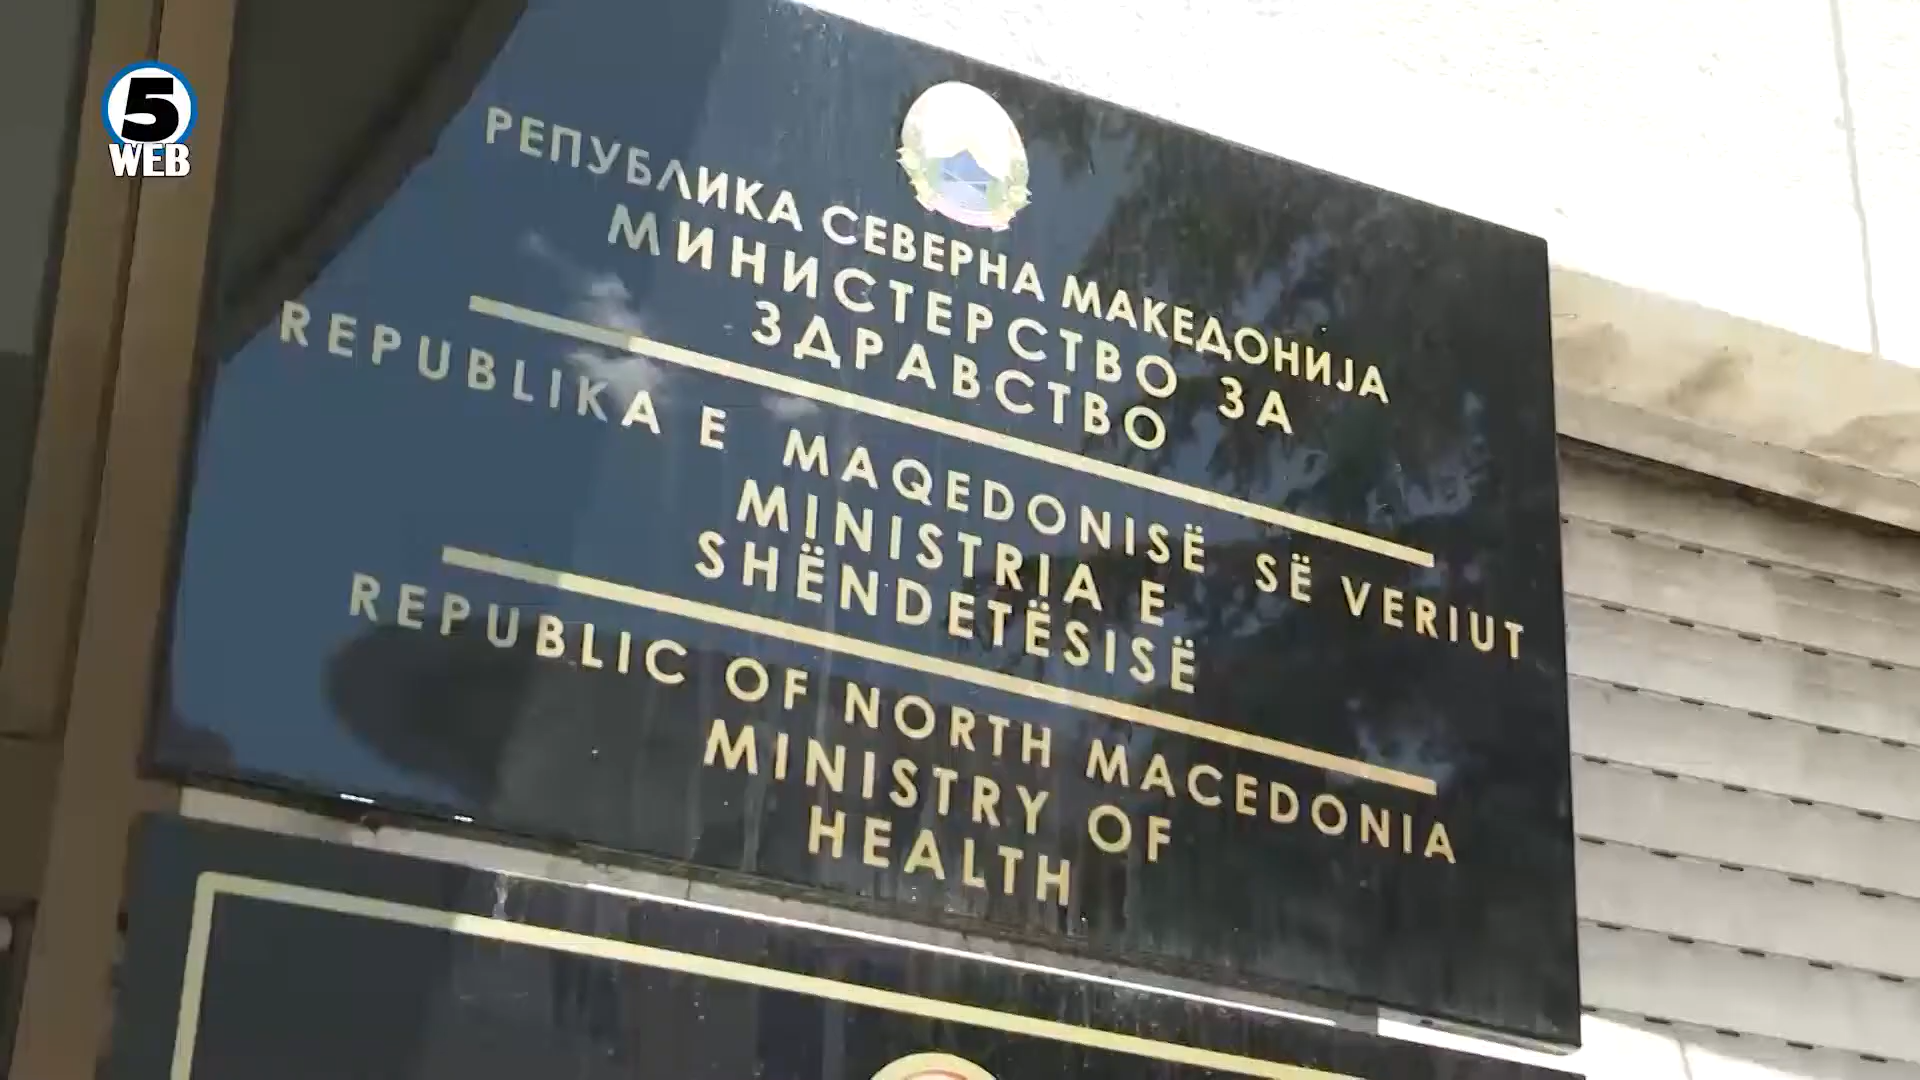 5
WEB
РЕПУБЛИКА СЕВЕРНА МАКЕДОНИЈА
МИНИСТЕРСТВО ЗА
ЗДРАВСТВО
REPUBLIKA E MAQEDONISË SË VERIUT
MINISTRIA E
SHËNDETËSISË
REPUBLIC OF NORTH MACEDONIA
MINISTRY OF
HEALTH